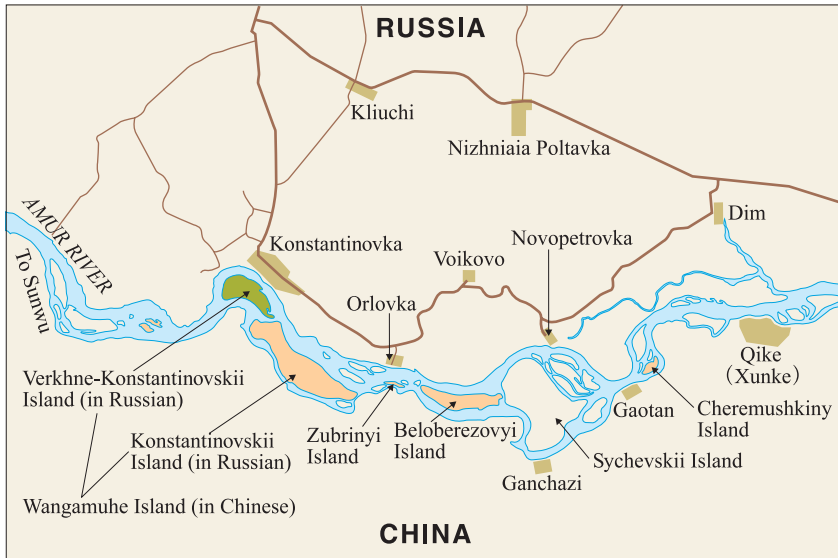 RUSSIA
Kliuchi
Nizhniaia Poltavka
AMUR RIVER
To Sunwu
Konstantinovka
Voikovo
Novopetrovka
Dim
Orlovka
Verkhne-Konstantinovskii
Island (in Russian)
Konstantinovskii
Island (in Russian)
Wangamuhe Island (in Chinese)
Zubrinyi
Island
Beloberezovyi
Island
Ganchazi
Sychevskii Island
Gaotan
Cheremushkiny
Island
Qike
(Xunke)
CHINA